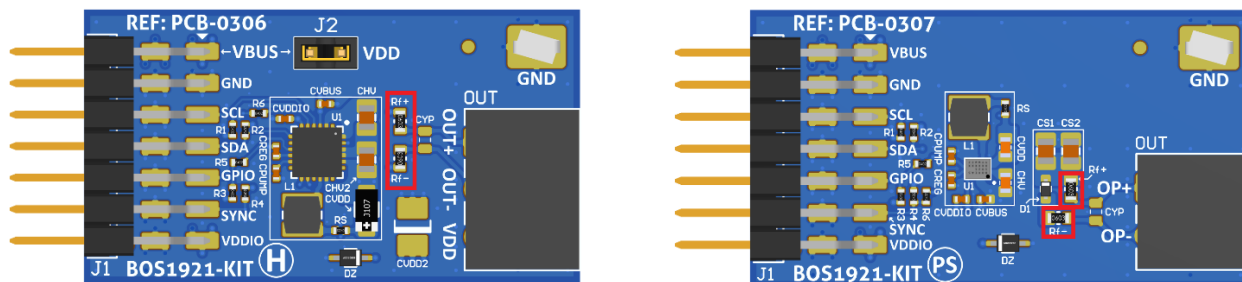 REF: PCB-0306
J2
←VBUS→
VDD
GND
GND
CVBUS
CHV
OUT
R6
CVDDIO
Rf+
SCL
U1
CYP
OUT+
R1
R2
SDA
R5
CREG
CPUMP
GPIO
Rf-
OUT-
R3
R4
L1
CHV2
CVDD
J107
SYNC
RS
VDD
VDDIO
J1
BOS1921-KIT
H
DZ
CVDD2
REF: PCB-0307
VBUS
GND
GND
RS
SCL
CS1
CS2
OUT
R1
R2
L1
CVDD
SDA
R5
CPUMP
CREG
Rf+
GPIO
U1
CHV
D1
OP+
R3
R4
R6
CVDDIO
CVBUS
CYP
SYNC
Rf-
OP-
VDDIO
DZ
J1
BOS1921-KIT
PS